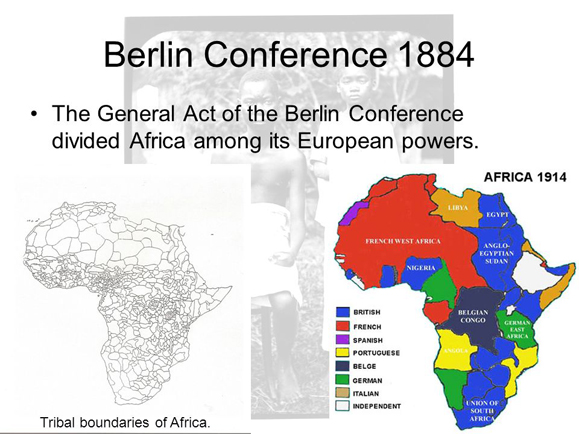 Berlin Conference 1884
• The General Act of the Berlin Conference
divided Africa among its European powers.
AFRICA 1914
LIBYA
EGYPT
FRENCH WEST AFRICA
ANGLO-
EGYPTIAN
SUDAN
NIGERIA
BELGIAN
CONGO
GERMAN
EAST
AFRICA
ANGOLA
UNION OF
SOUTH
AFRICA
BRITISH
FRENCH
SPANISH
PORTUGUESE
BELGE
GERMAN
ITALIAN
INDEPENDENT
Tribal boundaries of Africa.